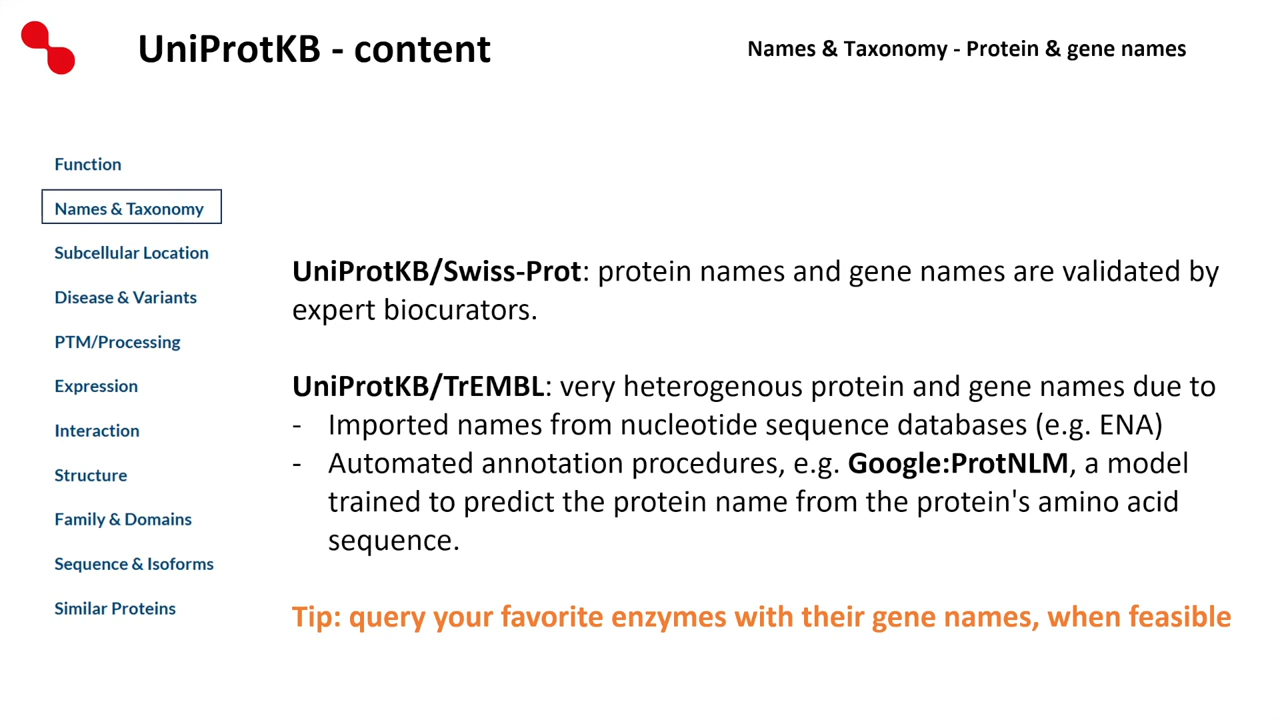 UniProtKB - content
Names & Taxonomy - Protein & gene names
Function
Names & Taxonomy
Subcellular Location
Disease & Variants
PTM/Processing
Expression
Interaction
Structure
Family & Domains
Sequence & Isoforms
Similar Proteins
UniProtKB/Swiss-Prot: protein names and gene names are validated by
expert biocurators.
UniProtKB/TrEMBL: very heterogenous protein and gene names due to
- Imported names from nucleotide sequence databases (e.g. ENA)
- Automated annotation procedures, e.g. Google:ProtNLM, a model
trained to predict the protein name from the protein's amino acid
sequence.
Tip: query your favorite enzymes with their gene names, when feasible